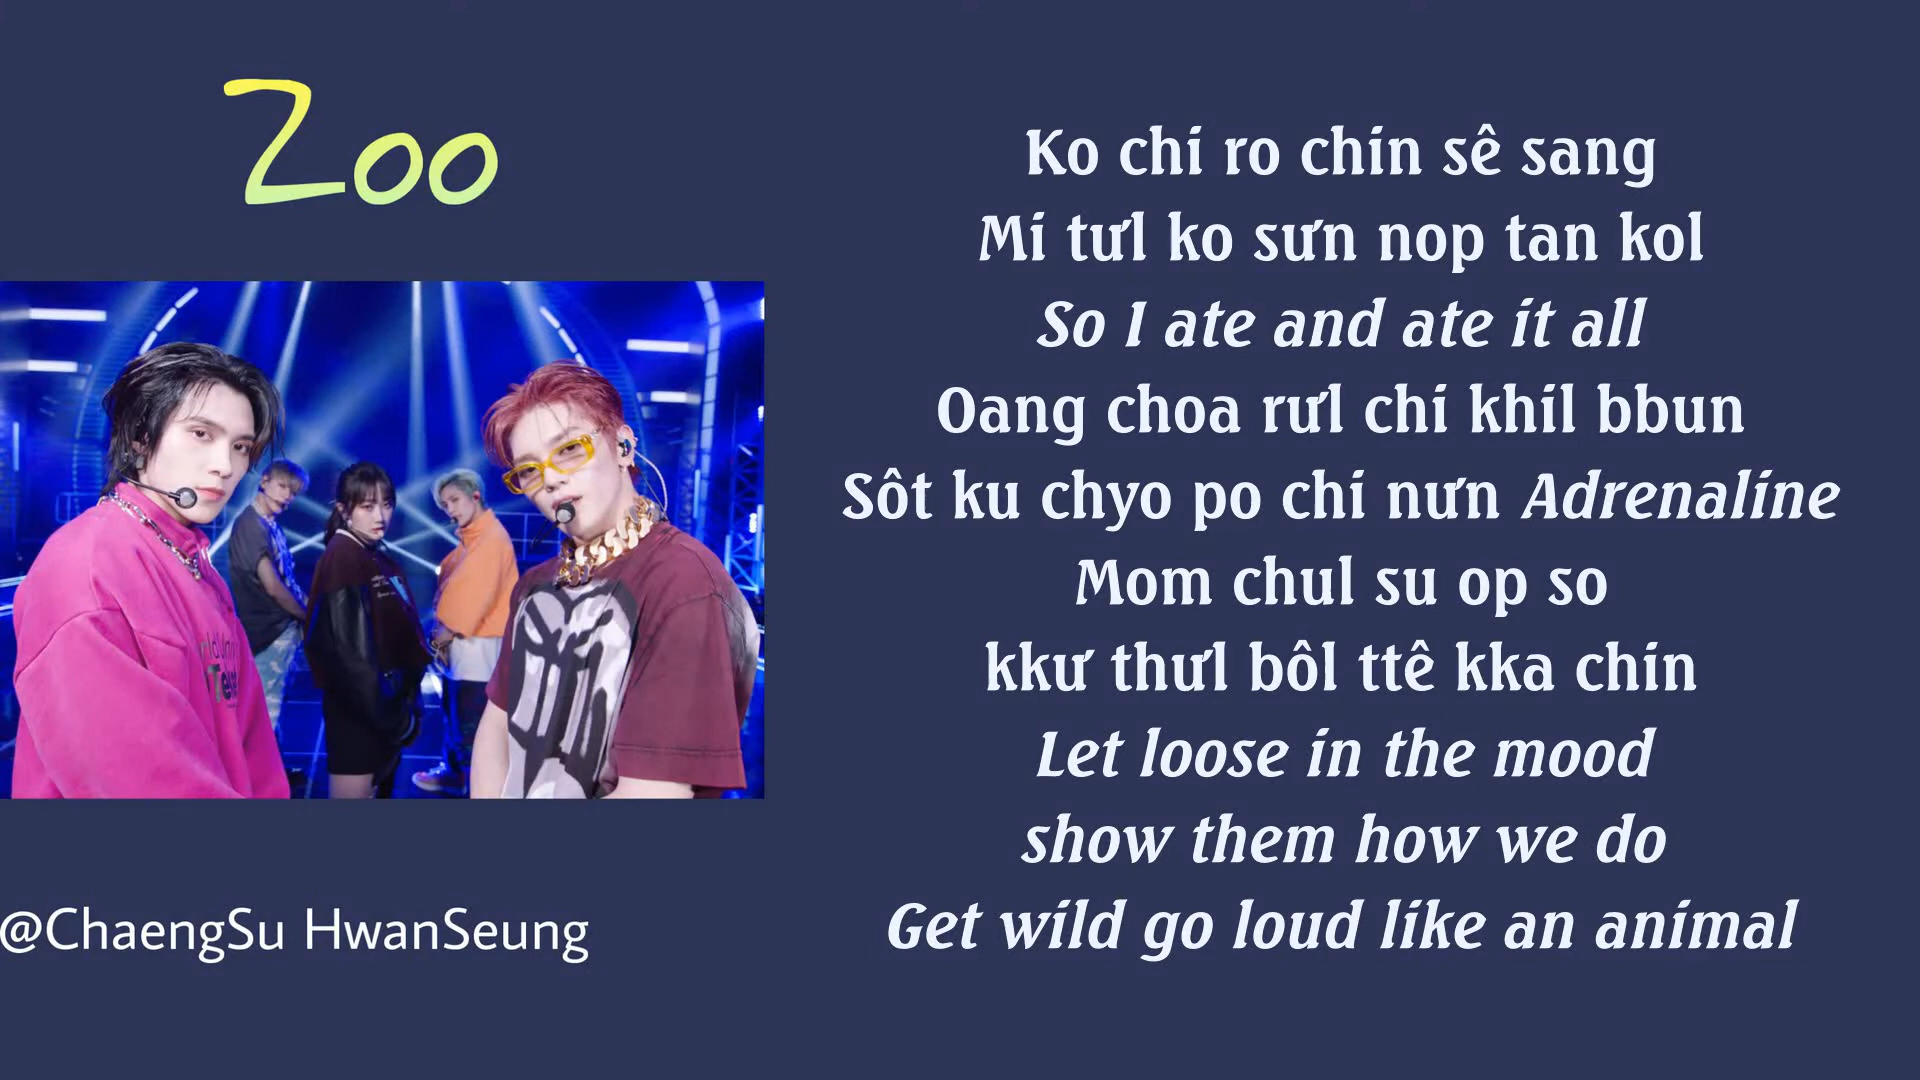 Zoo
@ChaengSu HwanSeung
Ko chi ro chin sê sang
Mi tưl ko sưn nop tan kol
So I ate and ate it all
Oang choa rưl chi khil bbun
Sôt ku chyo po chi nưn Adrenaline
Mom chul su op so
kkư thưl bôl ttê kka chin
Let loose in the mood
show them how we do
Get wild go loud like an animal